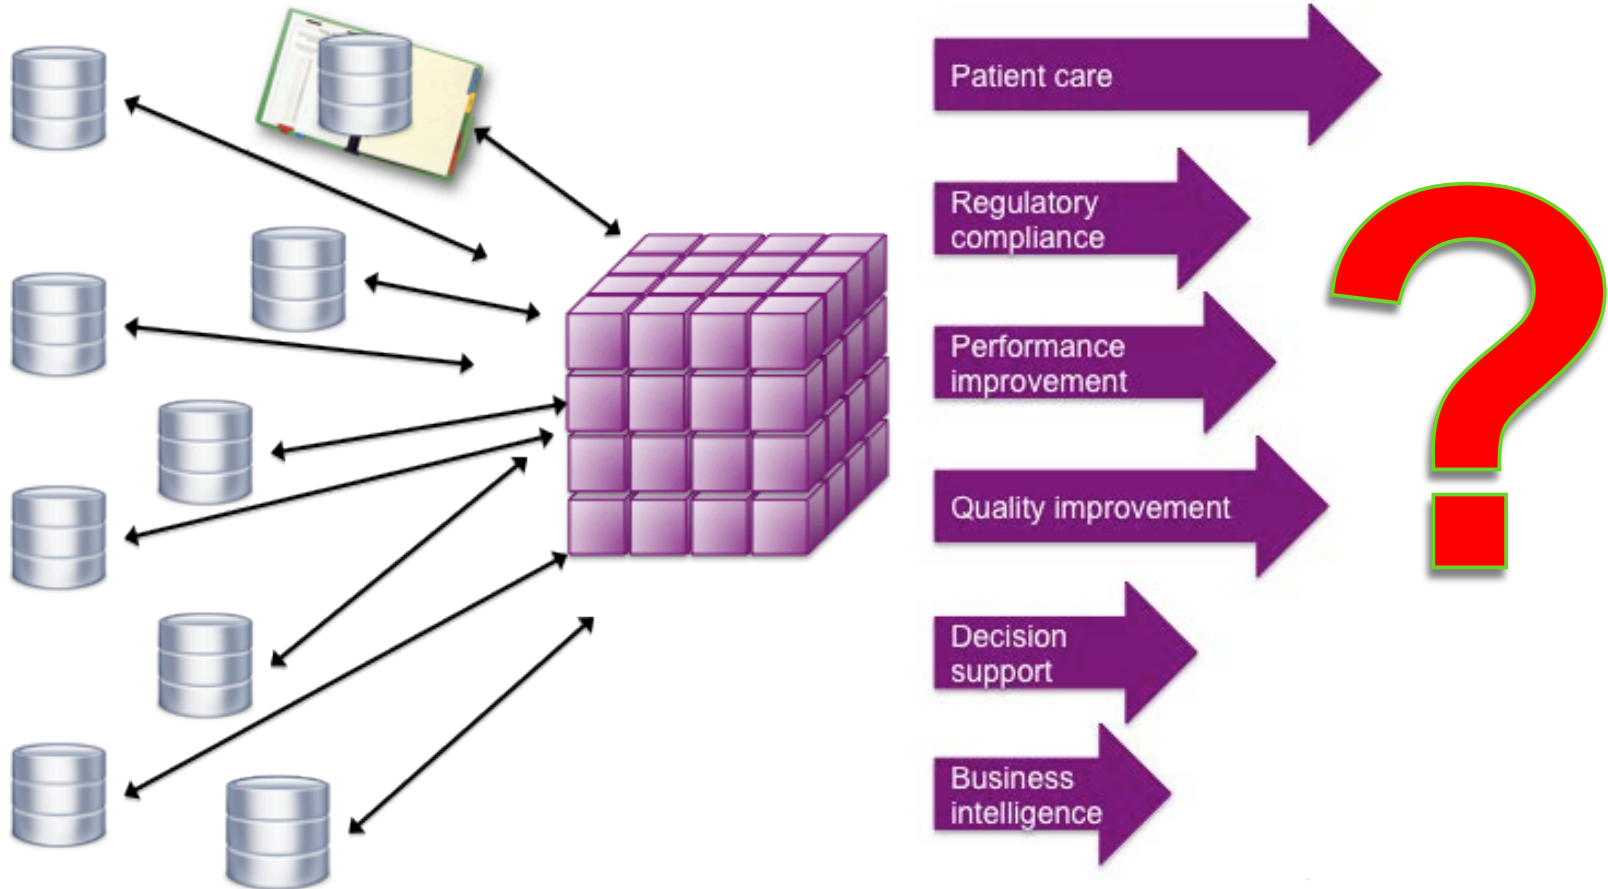 Patient care
Regulatory
compliance
Performance
improvement
Quality improvement
Decision
support
Business
intelligence
?